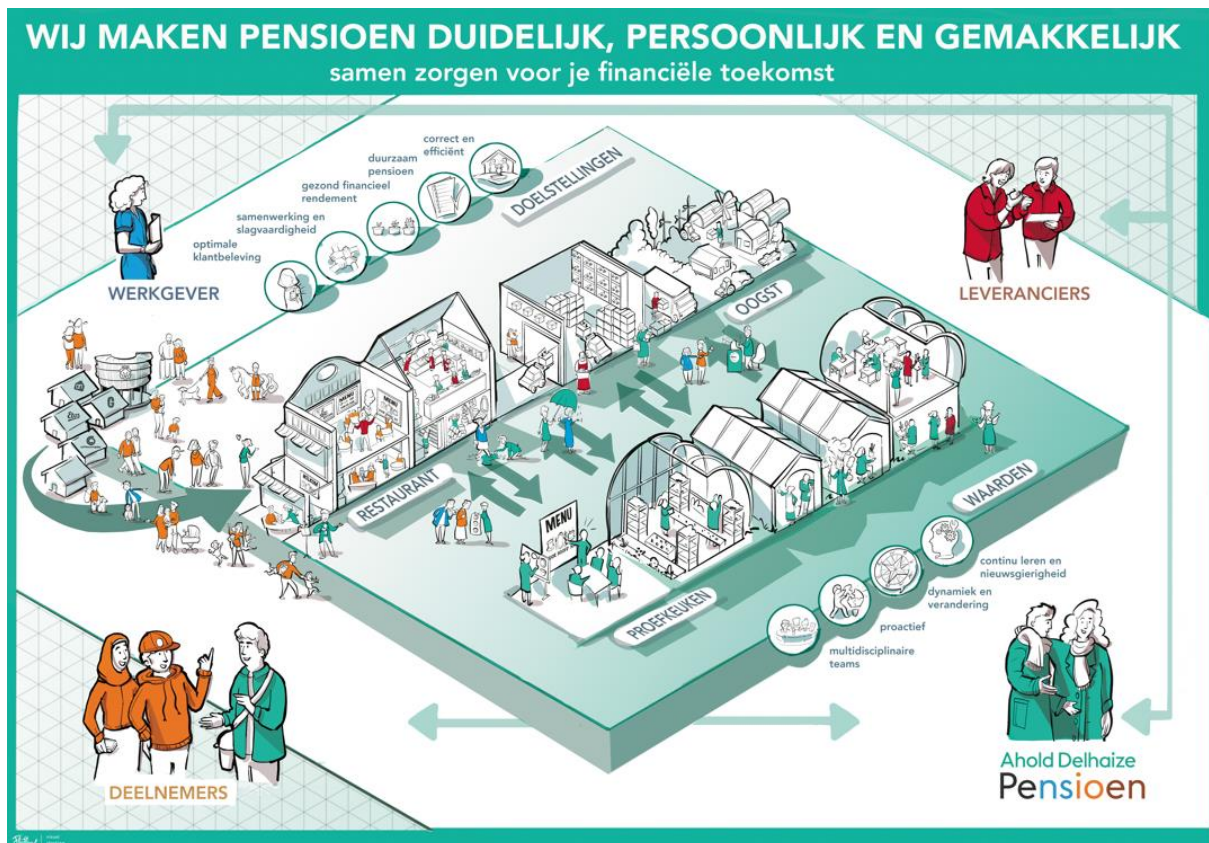 WIJ MAKEN PENSIOEN DUIDELIJK, PERSOONLIJK EN GEMAKKELIJK
samen zorgen voor je financiële toekomst
correct en
efficiënt
duurzaam
pensioen
gezond financieel
rendement
samenwerking en
slagvaardigheid
optimale
klantbeleving
DOELSTELLINGEN
WERKGEVER
LEVERANCIERS
OOGST
RESTAURANT
MENU
WAARDEN
PROEFKEUKEN
continu leren en
nieuwsgierigheid
dynamiek en
verandering
proactief
multidisciplinaire
teams
DEELNEMERS
Ahold Delhaize
Pensioen